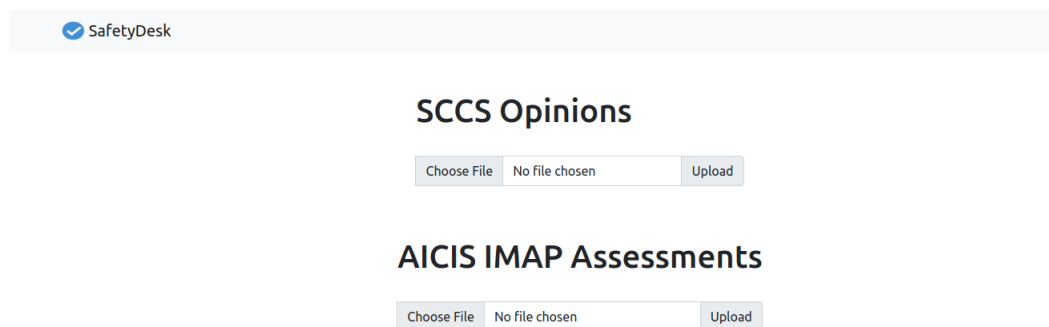 SafetyDesk
SCCS Opinions
Choose File No file chosen Upload
AICIS IMAP Assessments
Choose File No file chosen Upload